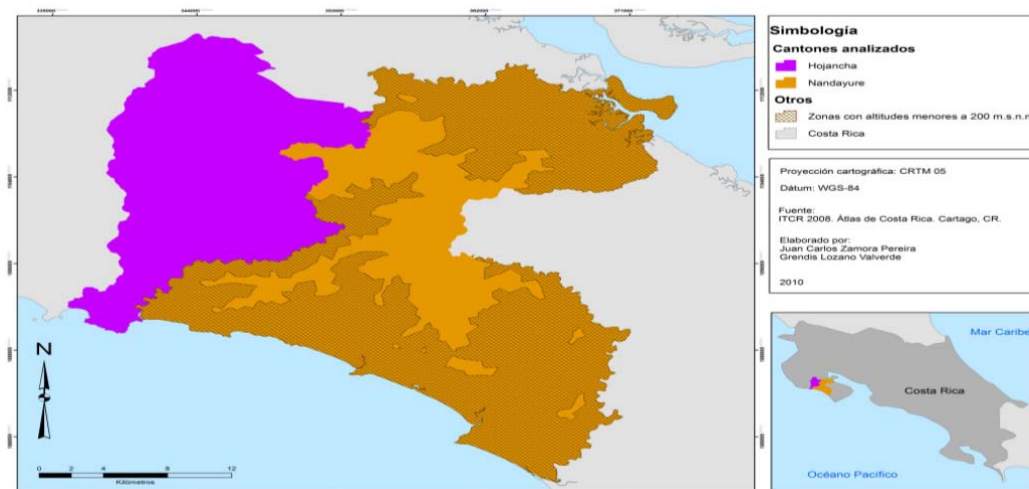 Simbología
Cantones analizados
Hojancha
Nandayure
Otros
Zonas con altitudes menores a 200 m.s.n.m
Costa Rica
Proyección cartográfica: CRTM 05
Dátum: WGS-84
Fuente:
ITCR 2008. Átlas de Costa Rica. Cartago, CR.
Elaborado por:
Juan Carlos Zamora Pereira
Grendis Lozano Valverde
2010
N
0 2 4 8 12
Kilómetros
Mar Caribe
Costa Rica
Océano Pacífico